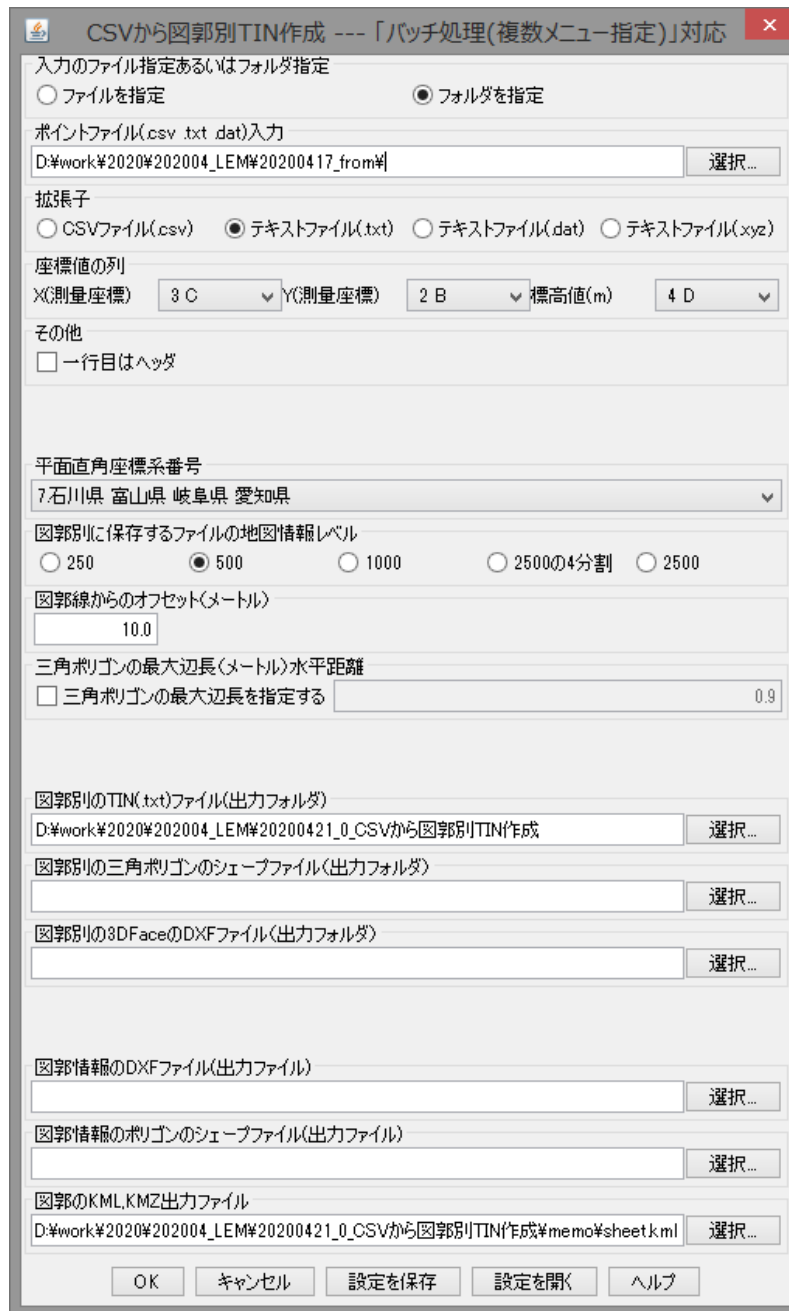 CSVから図郭別TIN作成 --- 「バッチ処理(複数メニュー指定)」対応
入力のファイル指定あるいはフォルダ指定
ファイルを指定 フォルダを指定
ポイントファイル(.csv .txt .dat)入力
D:¥work¥2020¥202004_LEM¥20200417_from¥ 選択...
拡張子
CSVファイル(.csv) テキストファイル(.txt) テキストファイル(.dat) テキストファイル(.xyz)
座標値の列
X(測量座標) 3 C Y(測量座標) 2 B 標高値(m) 4 D
その他
一行目はヘッダ
平面直角座標系番号
7.石川県 富山県 岐阜県 愛知県
図郭別に保存するファイルの地図情報レベル
250 500 1000 2500の4分割 2500
図郭線からのオフセット(メートル)
10.0
三角ポリゴンの最大辺長(メートル)水平距離
三角ポリゴンの最大辺長を指定する 0.9
図郭別のTIN(.txt)ファイル(出力フォルダ)
D:¥work¥2020¥202004_LEM¥20200421_0_CSVから図郭別TIN作成 選択...
図郭別の三角ポリゴンのシェープファイル(出力フォルダ)
選択...
図郭別の3DFaceのDXFファイル(出力フォルダ)
選択...
図郭情報のDXFファイル(出力ファイル)
選択...
図郭情報のポリゴンのシェープファイル(出力ファイル)
選択...
図郭のKML,KMZ出力ファイル
D:¥work¥2020¥202004_LEM¥20200421_0_CSVから図郭別TIN作成¥memo¥sheet.kml 選択...
OK キャンセル 設定を保存 設定を開く ヘルプ